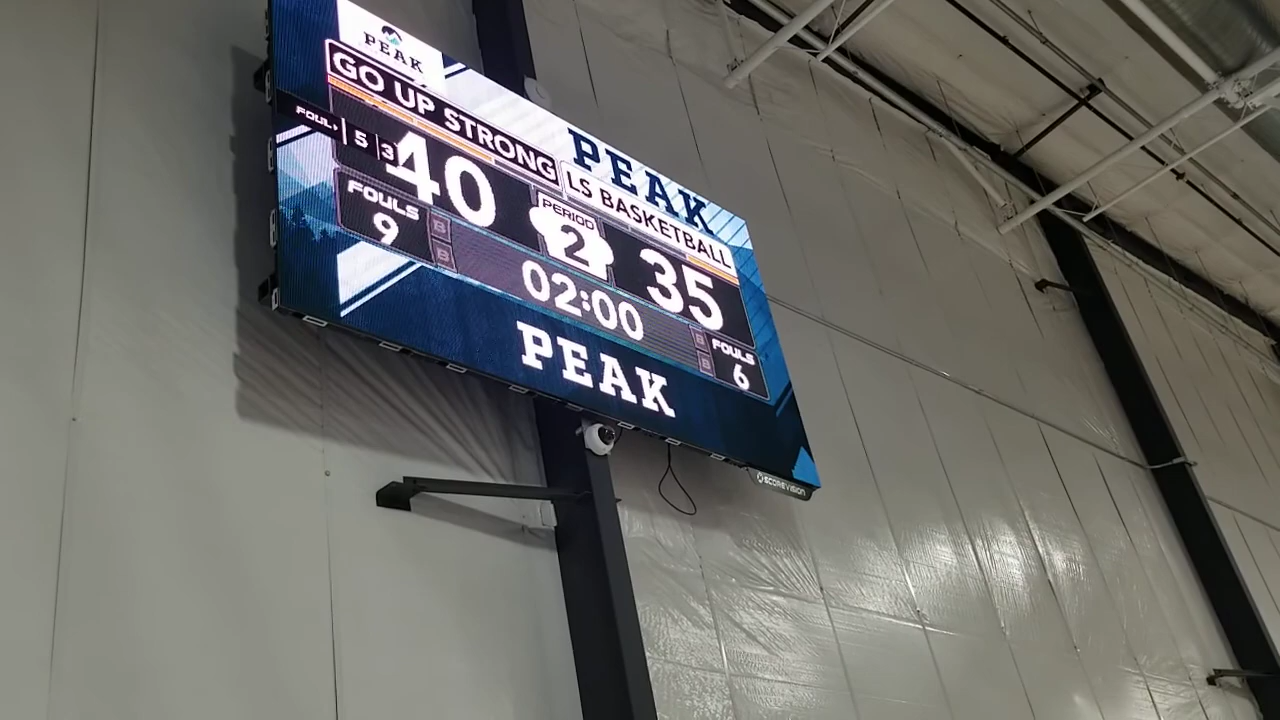 PEAK
PEAK
GO UP STRONG
LS BASKETBALL
FOUL
5
3
40
PERIOD
2
35
FOULS
9
B
B
02:00
B
B
FOULS
6
PEAK
SCOREVISION